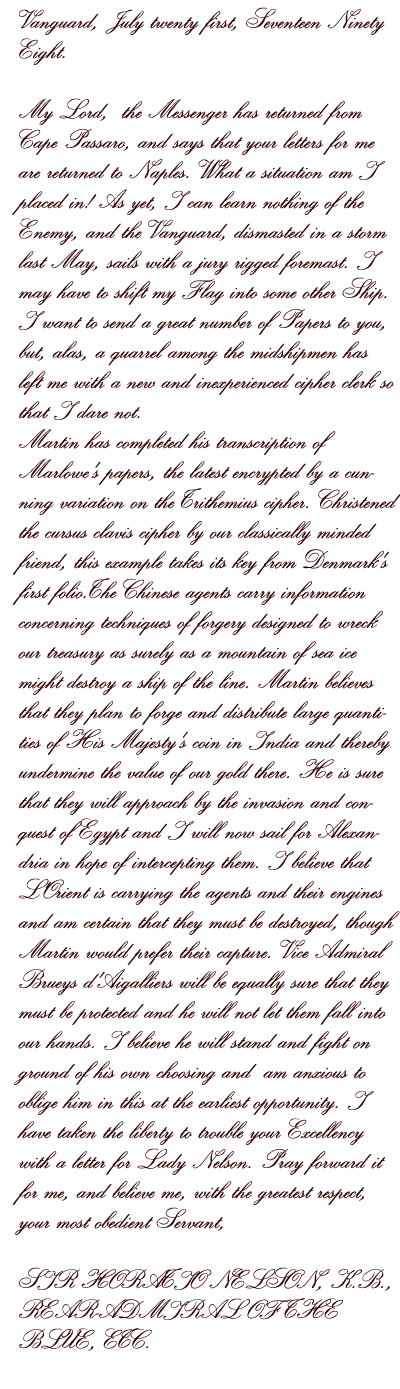 Vanguard, July twenty first, Seventeen Ninety
Eight.
My Lord, the Messenger has returned from
Cape Passaro, and says that your letters for me
are returned to Naples. What a situation am I
placed in! As yet, I can learn nothing of the
Enemy, and the Vanguard, dismasted in a storm
last May, sails with a jury rigged foremast. I
may have to shift my Flag into some other Ship.
I want to send a great number of Papers to you,
but, alas, a quarrel among the midshipmen has
left me with a new and inexperienced cipher clerk so
that I dare not.
Martin has completed his transcription of
Marlowe's papers, the latest encrypted by a cun-
ning variation on the Trithemius cipher. Christened
the cursus clavis cipher by our classically minded
friend, this example takes its key from Denmark's
first folio.The Chinese agents carry information
concerning techniques of forgery designed to wreck
our treasury as surely as a mountain of sea ice
might destroy a ship of the line. Martin believes
that they plan to forge and distribute large quanti-
ties of His Majesty's coin in India and thereby
undermine the value of our gold there. He is sure
that they will approach by the invasion and con-
quest of Egypt and I will now sail for Alexan-
dria in hope of intercepting them. I believe that
L'Orient is carrying the agents and their engines
and am certain that they must be destroyed, though
Martin would prefer their capture. Vice Admiral
Brueys d'Aigalliers will be equally sure that they
must be protected and he will not let them fall into
our hands. I believe he will stand and fight on
ground of his own choosing and am anxious to
oblige him in this at the earliest opportunity. I
have taken the liberty to trouble your Excellency
with a letter for Lady Nelson. Pray forward it
for me, and believe me, with the greatest respect,
your most obedient Servant,
SIR HORATIO NELSON, K.B.,
REAR ADMIRAL OF THE
BLUE, ETC.